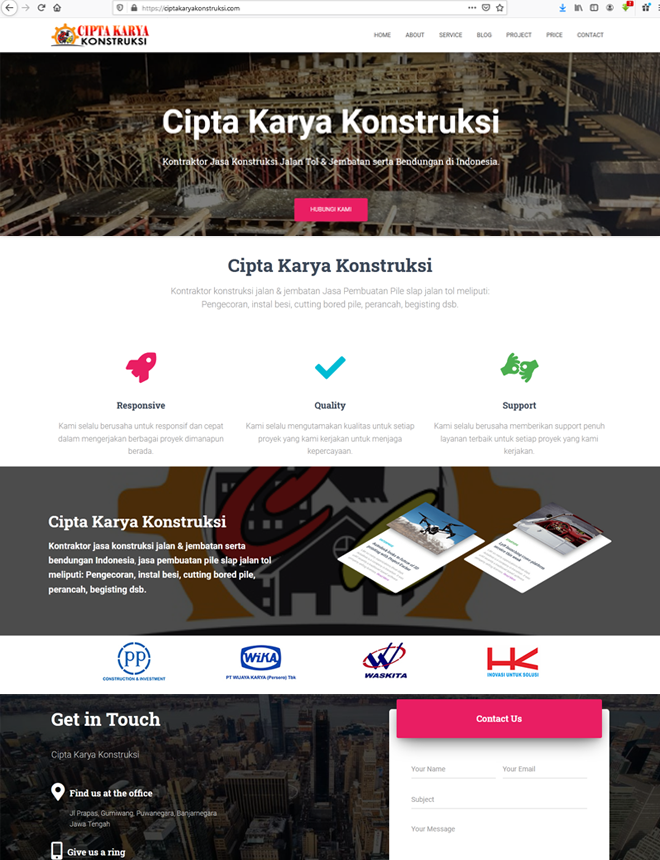 https://ciptakaryakonstruksi.com
CIPTA KARYA
KONSTRUKSI
HOME ABOUT SERVICE BLOG PROJECT PRICE CONTACT
Cipta Karya Konstruksi
Kontraktor Jasa Konstruksi Jalan Tol & Jembatan serta Bendungan di Indonesia.
HUBUNGI KAMI
Cipta Karya Konstruksi
Kontraktor konstruksi jalan & jembatan Jasa Pembuatan Pile slap jalan tol meliputi:
Pengecoran, instal besi, cutting bored pile, perancah, begisting dsb.
Responsive
Kami selalu berusaha untuk responsif dan cepat
dalam mengerjakan berbagai proyek dimanapun
berada.
Quality
Kami selalu mengutamakan kualitas untuk setiap
proyek yang kami kerjakan untuk menjaga
kepercayaan.
Support
Kami selalu berusaha memberikan support penuh
layanan terbaik untuk setiap proyek yang kami
kerjakan.
Cipta Karya Konstruksi
Kontraktor jasa konstruksi jalan & jembatan serta
bendungan Indonesia, jasa pembuatan pile slap jalan tol
meliputi: Pengecoran, instal besi, cutting bored pile,
perancah, begisting dsb.
PP
CONSTRUCTION & INVESTMENT
WIKA
PT WIJAYA KARYA (Persero) Tbk
WASKITA
HK
INOVASI UNTUK SOLUSI
Get in Touch
Cipta Karya Konstruksi
Find us at the office
Jl Prapas, Gumiwang, Puwanegara, Banjarnegara
Jawa Tengah
Give us a ring
Contact Us
Your Name Your Email
Subject
Your Message